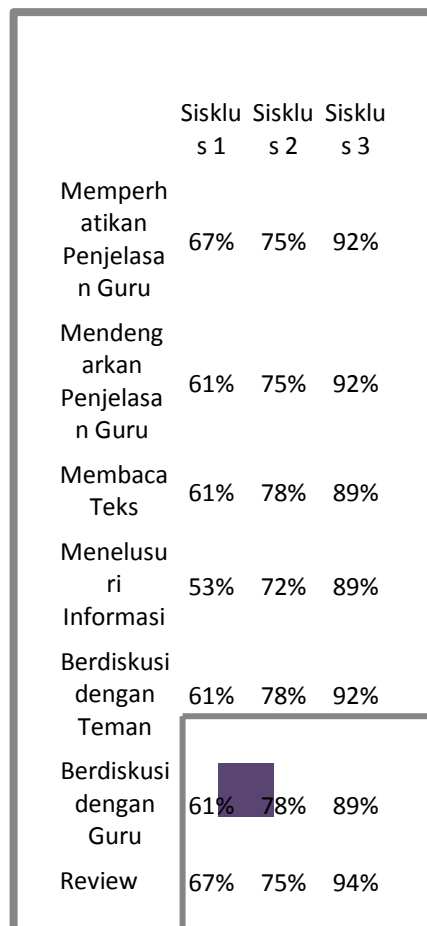 Sisklu Sisklu Sisklu
s 1 s 2 s 3
Memperh
atikan
Penjelasa
n Guru
67% 75% 92%
Mendeng
arkan
Penjelasa
n Guru
61% 75% 92%
Membaca
Teks
61% 78% 89%
Menelusu
ri
Informasi
53% 72% 89%
Berdiskusi
dengan
Teman
61% 78% 92%
Berdiskusi
dengan
Guru
61% 78% 89%
Review 67% 75% 94%